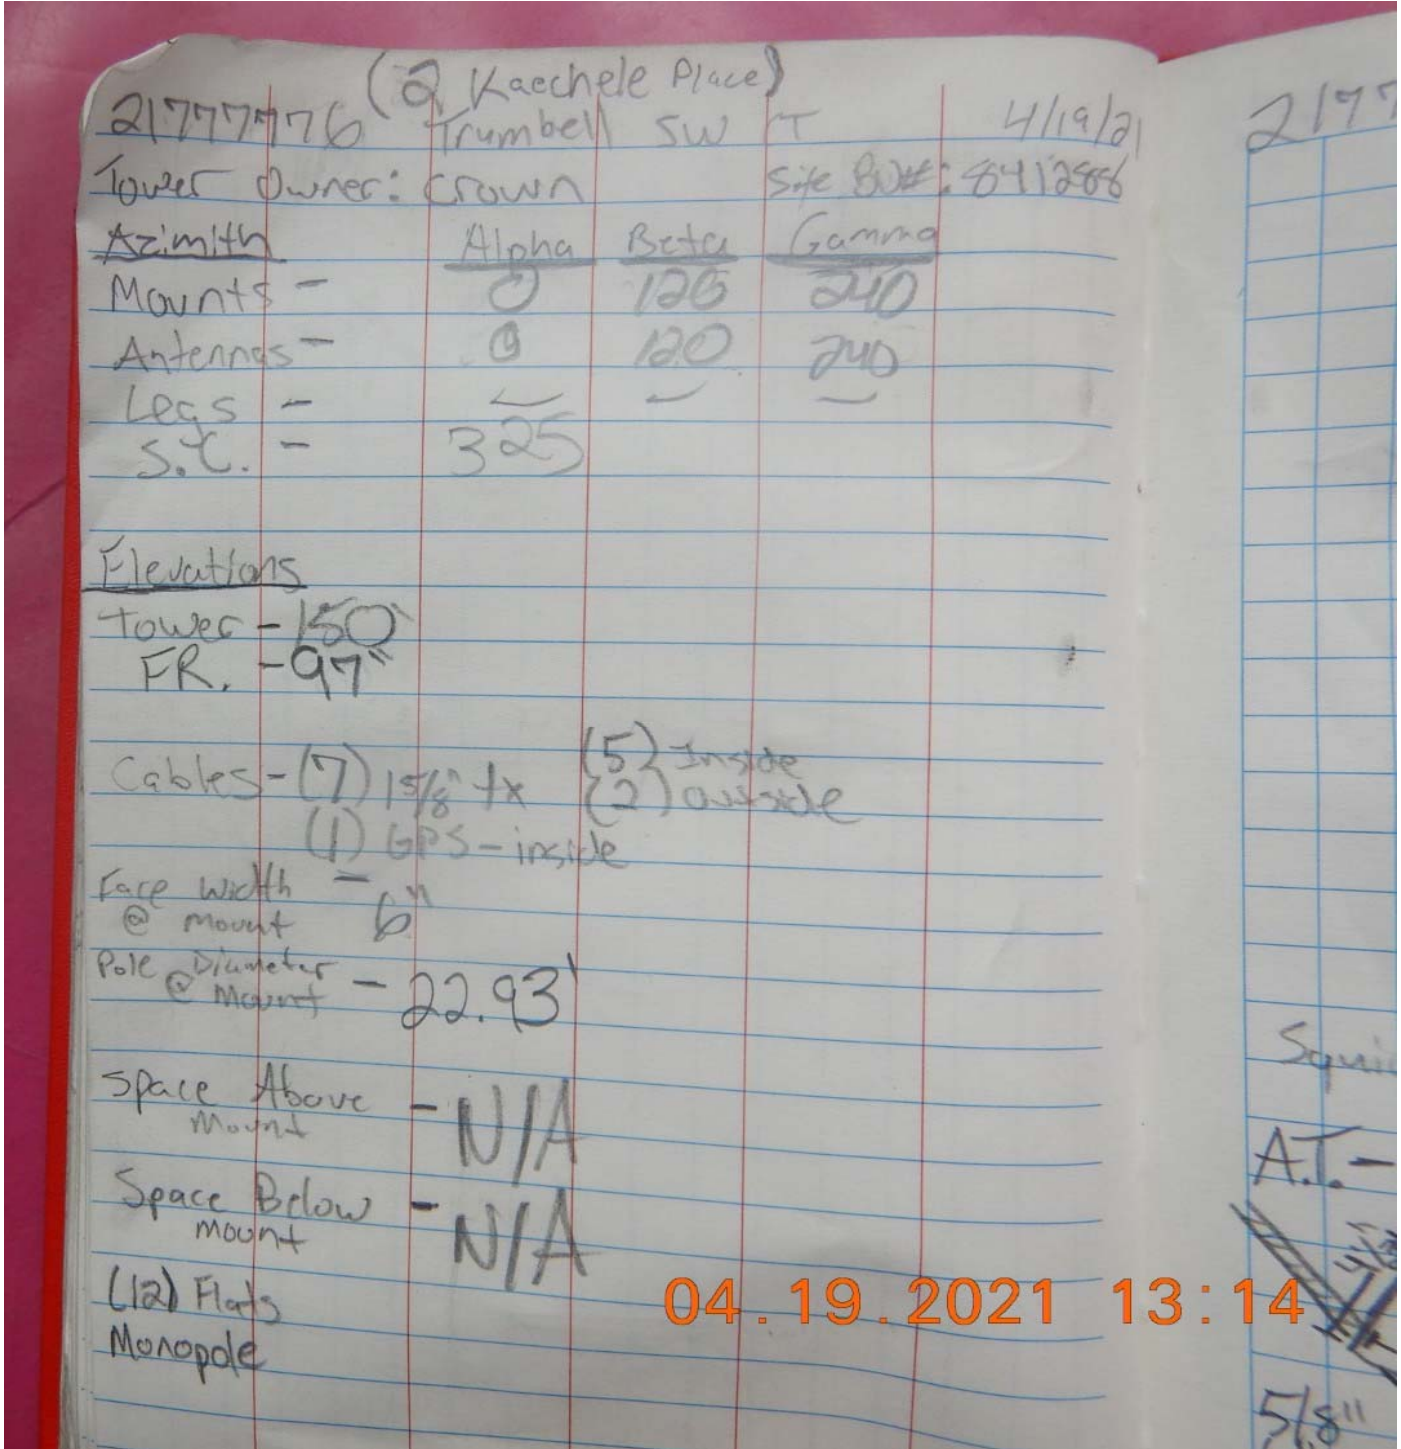 (2 Kaechele Place)
21777776 Trumbell SW CT 4/19/21
Tower Owner: Crown Site BU#: 8412886
Azimith Alpha Beta Gamma
Mounts - 0 120 240
Antennas - 0 120 240
Legs - — — —
S.C. - 325
Elevations
Tower - 150'
FR. - 97"
Cables - (7) 1 5/8" tx (5) Inside
(2) outside
(1) GPS - inside
Face Width - 6"
@ mount
Pole Diameter - 22.93'
@ Mount
Space Above - N/A
Mount
Space Below - N/A
mount
(12) Flats
Monopole
04.19.2021 13:14
2177
Squi
A.T. -
5/8"